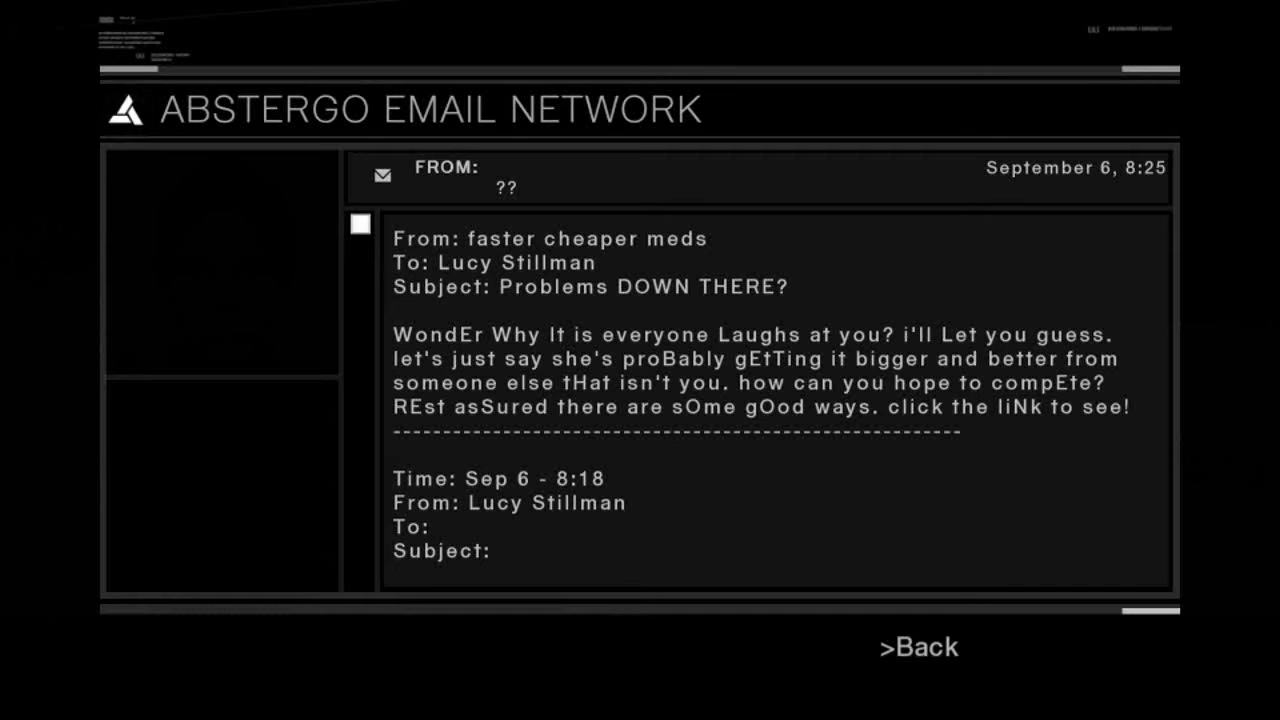 ABSTERGO EMAIL NETWORK
FROM:
??
September 6, 8:25
From: faster cheaper meds
To: Lucy Stillman
Subject: Problems DOWN THERE?
WondEr Why It is everyone Laughs at you? i'll Let you guess.
let's just say she's proBably gEtTing it bigger and better from
someone else tHat isn't you. how can you hope to compEte?
REst asSured there are sOme gOod ways. click the liNk to see!
---------------------------------------------------------
Time: Sep 6 - 8:18
From: Lucy Stillman
To:
Subject:
>Back